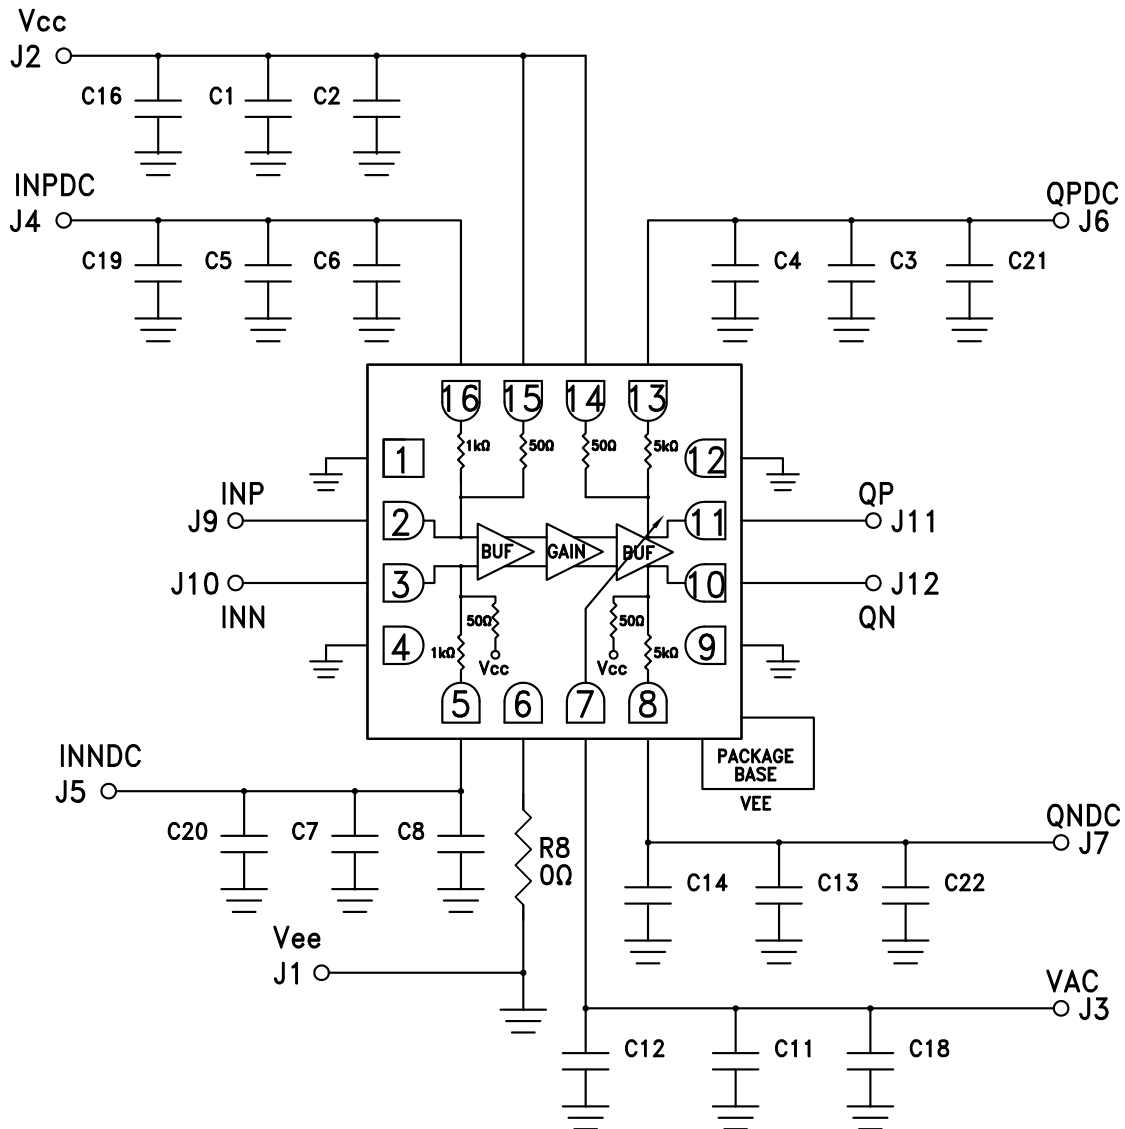 Vcc
J2
C16
C1
C2
INPDC
J4
C19
C5
C6
QPDC
J6
C4
C3
C21
16
15
14
13
1kΩ
50Ω
50Ω
5kΩ
1
12
INP
J9
2
11
QP
J11
BUF
GAIN
BUF
J10
INN
3
10
J12
QN
50Ω
50Ω
4
1kΩ
Vcc
Vcc
5kΩ
9
5
6
7
8
INNDC
J5
C20
C7
C8
PACKAGE
BASE
VEE
R8
0Ω
QNDC
J7
C14
C13
C22
Vee
J1
VAC
J3
C12
C11
C18